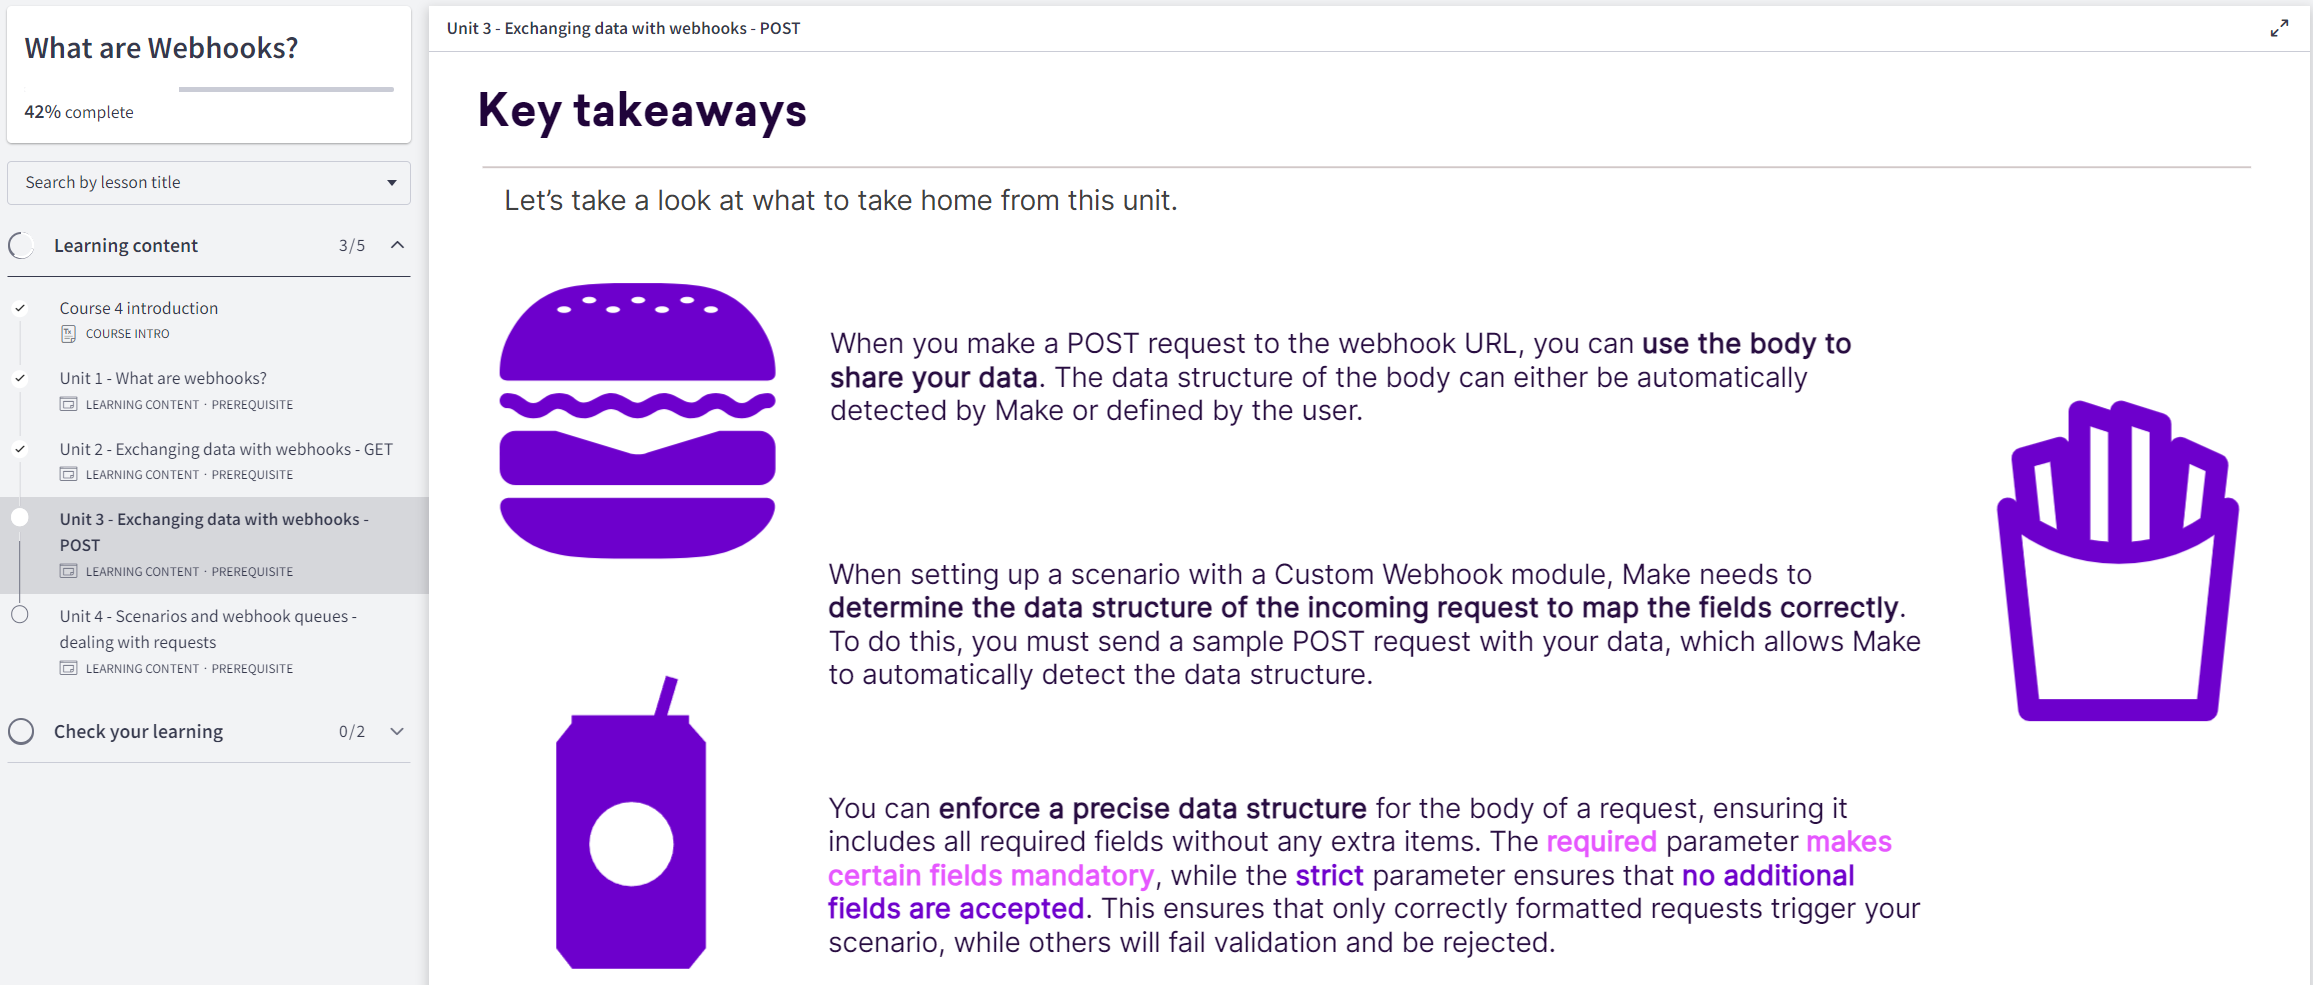 What are Webhooks?
42% complete
Search by lesson title
Learning content 3/5
Course 4 introduction
COURSE INTRO
Unit 1 - What are webhooks?
LEARNING CONTENT · PREREQUISITE
Unit 2 - Exchanging data with webhooks - GET
LEARNING CONTENT · PREREQUISITE
Unit 3 - Exchanging data with webhooks -
POST
LEARNING CONTENT · PREREQUISITE
Unit 4 - Scenarios and webhook queues -
dealing with requests
LEARNING CONTENT · PREREQUISITE
Check your learning 0/2
Unit 3 - Exchanging data with webhooks - POST
Key takeaways
Let's take a look at what to take home from this unit.
When you make a POST request to the webhook URL, you can use the body to
share your data. The data structure of the body can either be automatically
detected by Make or defined by the user.
When setting up a scenario with a Custom Webhook module, Make needs to
determine the data structure of the incoming request to map the fields correctly.
To do this, you must send a sample POST request with your data, which allows Make
to automatically detect the data structure.
You can enforce a precise data structure for the body of a request, ensuring it
includes all required fields without any extra items. The required parameter makes
certain fields mandatory, while the strict parameter ensures that no additional
fields are accepted. This ensures that only correctly formatted requests trigger your
scenario, while others will fail validation and be rejected.